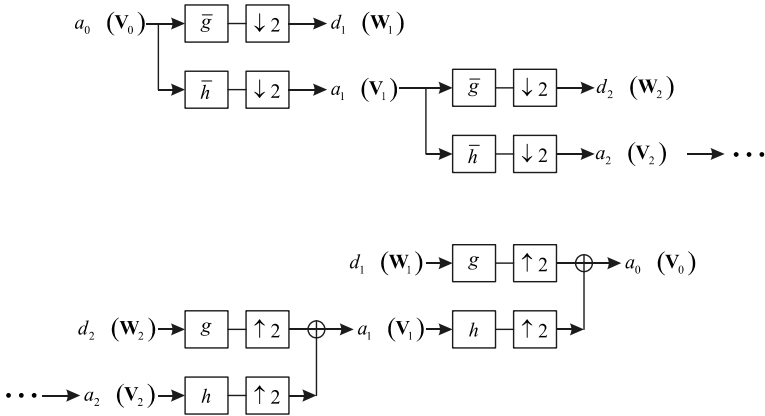 a₀ (V₀) g̅ ↓2 d₁ (W₁)
h̅ ↓2 a₁ (V₁) g̅ ↓2 d₂ (W₂)
h̅ ↓2 a₂ (V₂) ···
d₁ (W₁) g ↑2 a₀ (V₀)
d₂ (W₂) g ↑2 a₁ (V₁) h ↑2
··· a₂ (V₂) h ↑2